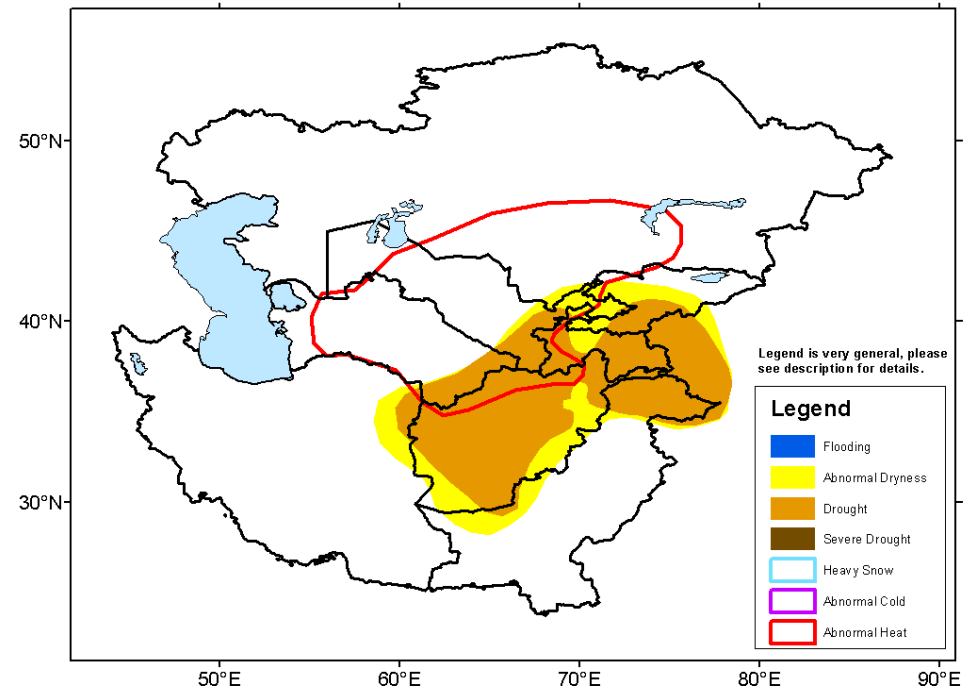 50°N
40°N
30°N
50°E
60°E
70°E
80°E
90°E
Legend is very general, please
see description for details.
Legend
Flooding
Abnormal Dryness
Drought
Severe Drought
Heavy Snow
Abnormal Cold
Abnormal Heat